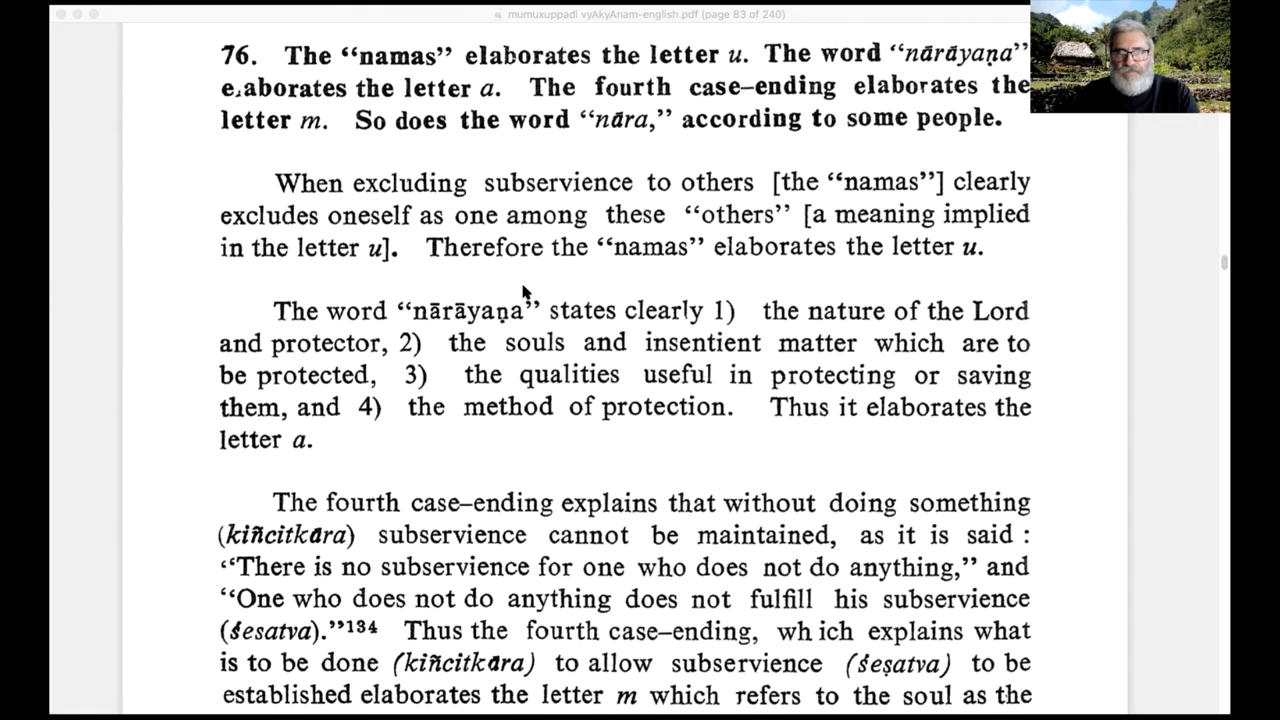 mumuxuppadi vyAkyAnam-english.pdf (page 83 of 240)
76. The “namas” elaborates the letter u. The word “nārāyaṇa”
e,aborates the letter a. The fourth case–ending elaborates the
letter m. So does the word “nāra,” according to some people.
When excluding subservience to others [the “namas”] clearly
excludes oneself as one among these “others” [a meaning implied
in the letter u]. Therefore the “namas” elaborates the letter u.
The word “nārāyaṇa” states clearly 1) the nature of the Lord
and protector, 2) the souls and insentient matter which are to
be protected, 3) the qualities useful in protecting or saving
them, and 4) the method of protection. Thus it elaborates the
letter a.
The fourth case–ending explains that without doing something
(kiñcitkāra) subservience cannot be maintained, as it is said :
“There is no subservience for one who does not do anything,” and
“One who does not do anything does not fulfill his subservience
(śesatva).”134 Thus the fourth case–ending, wh ich explains what
is to be done (kiñcitkāra) to allow subservience (śeṣatva) to be
established elaborates the letter m which refers to the soul as the